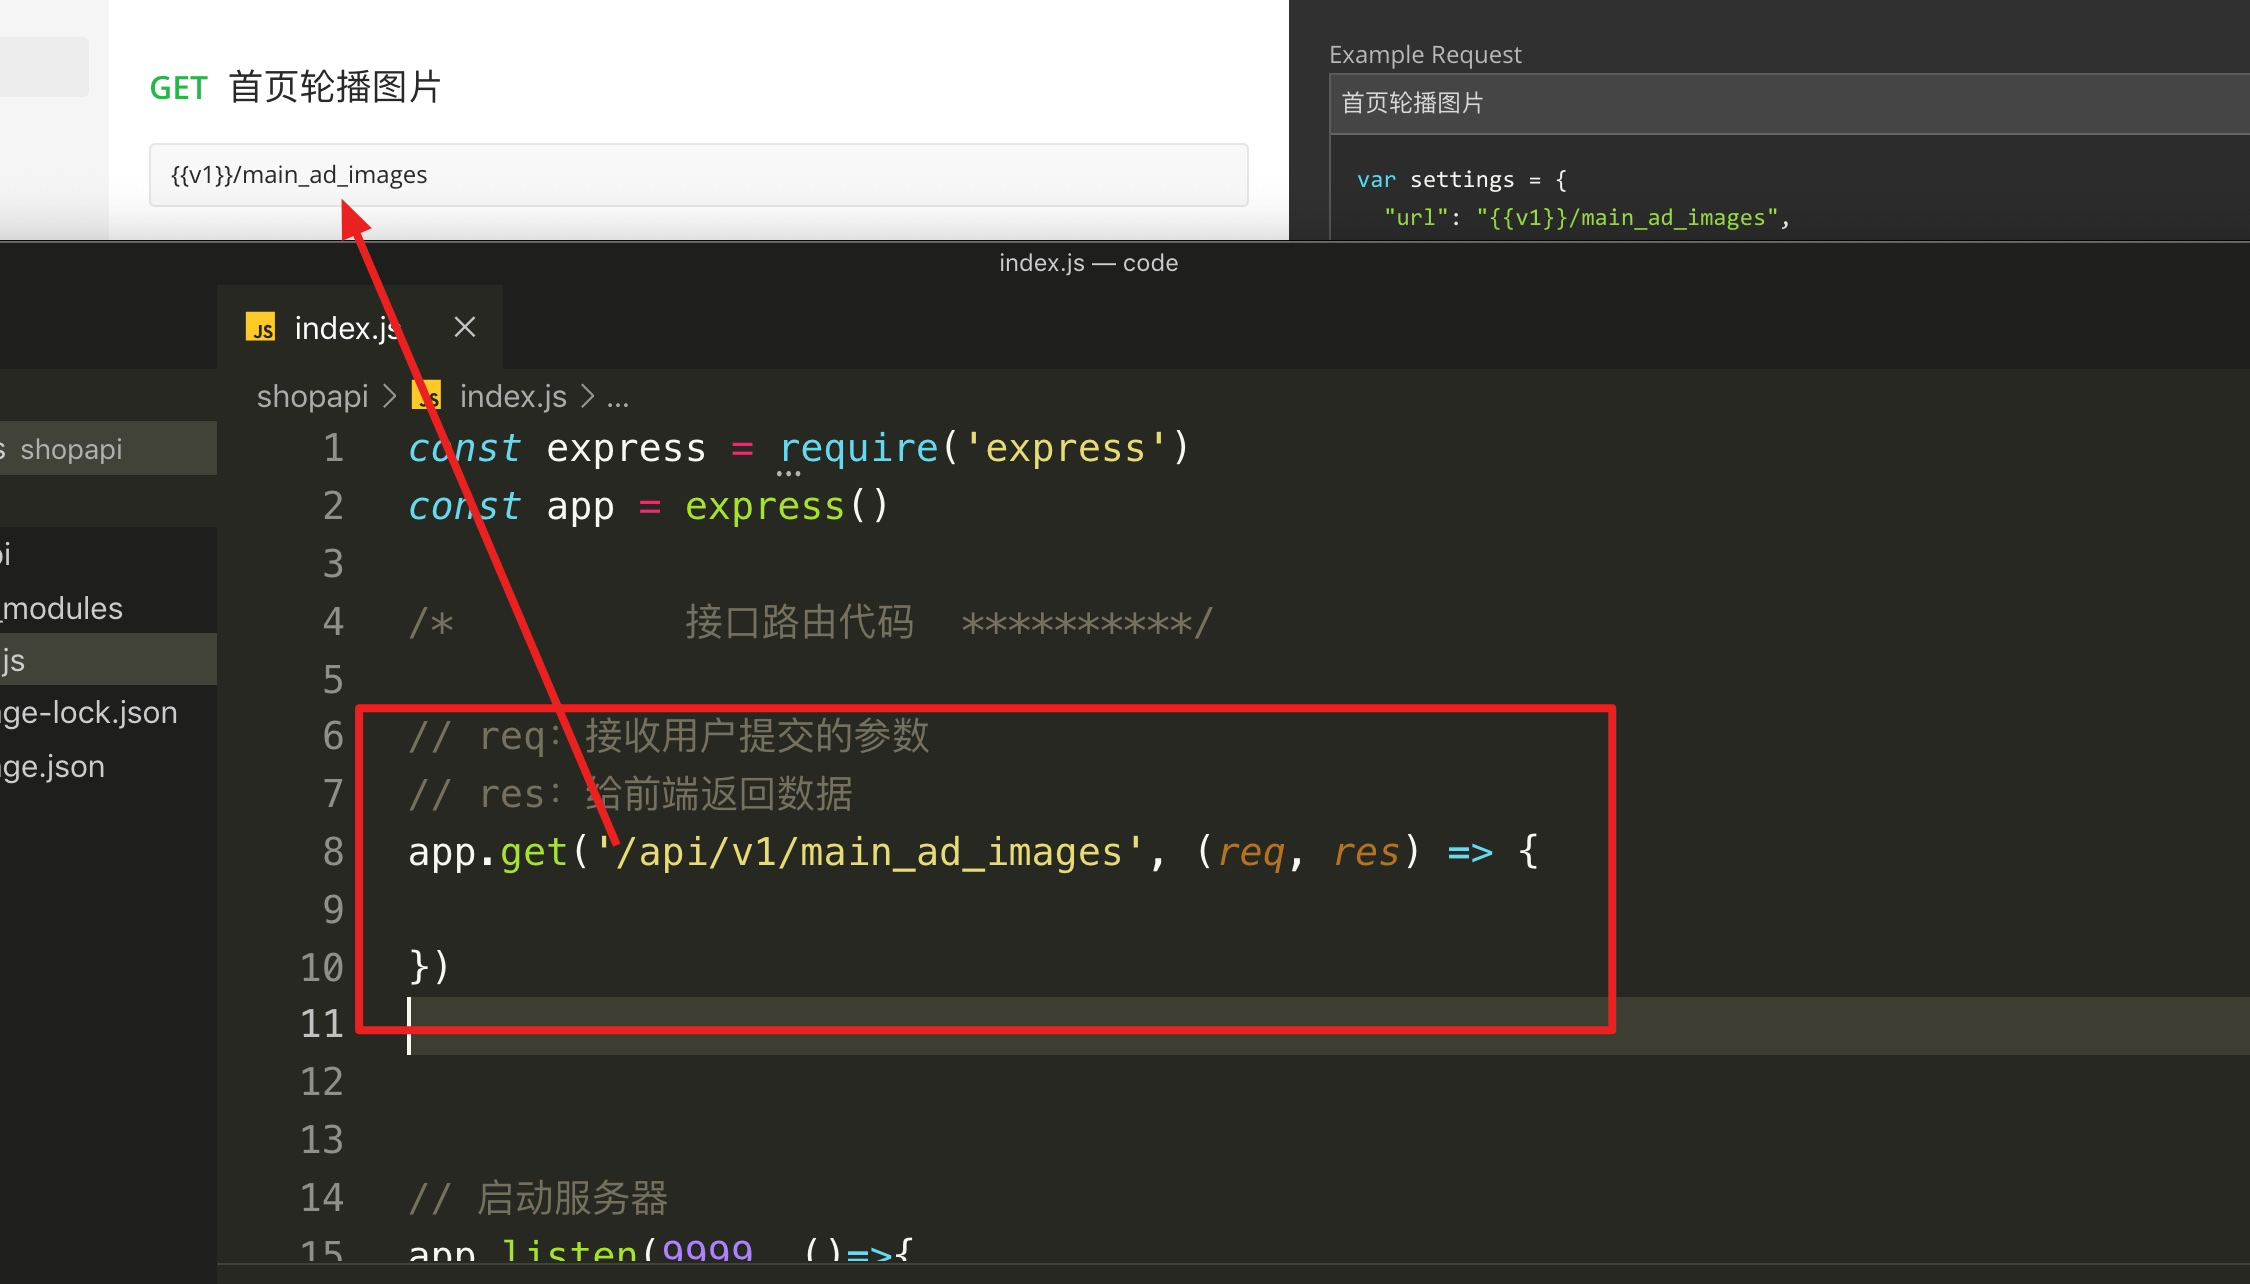 GET 首页轮播图片
{{v1}}/main_ad_images
Example Request
首页轮播图片
var settings = {
"url": "{{v1}}/main_ad_images",
index.js — code
index.js
shopapi > index.js > ...
s shopapi
pi
_modules
js
ge-lock.json
ge.json
1 const express = require('express')
2 const app = express()
3
4 /* 接口路由代码 **********/
5
6 // req: 接收用户提交的参数
7 // res: 给前端返回数据
8 app.get('/api/v1/main_ad_images', (req, res) => {
9
10 })
11
12
13
14 // 启动服务器
15 app.listen(9999, ()=>{